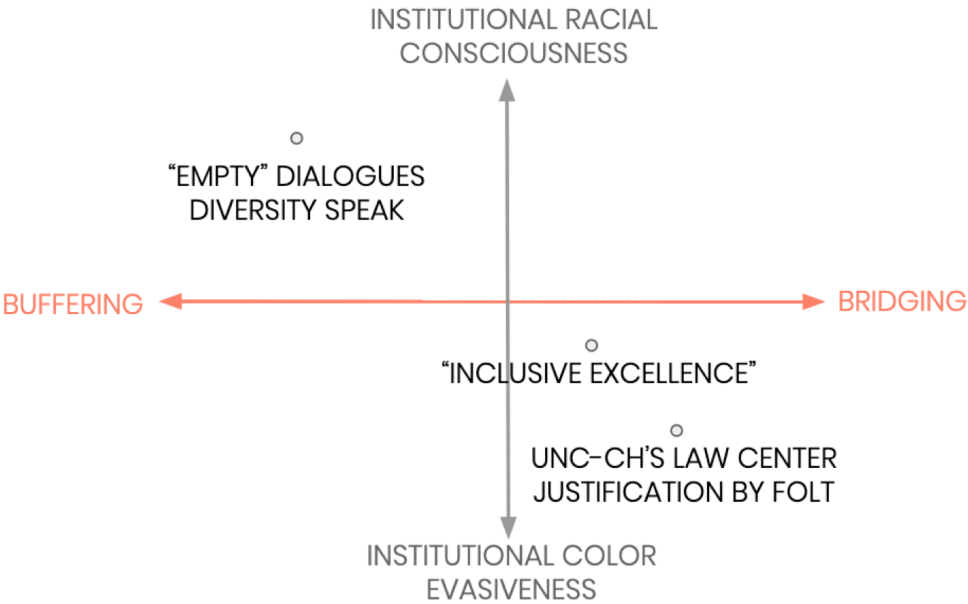 INSTITUTIONAL RACIAL
CONSCIOUSNESS
“EMPTY” DIALOGUES
DIVERSITY SPEAK
BUFFERING
BRIDGING
“INCLUSIVE EXCELLENCE”
UNC-CH’S LAW CENTER
JUSTIFICATION BY FOLT
INSTITUTIONAL COLOR
EVASIVENESS